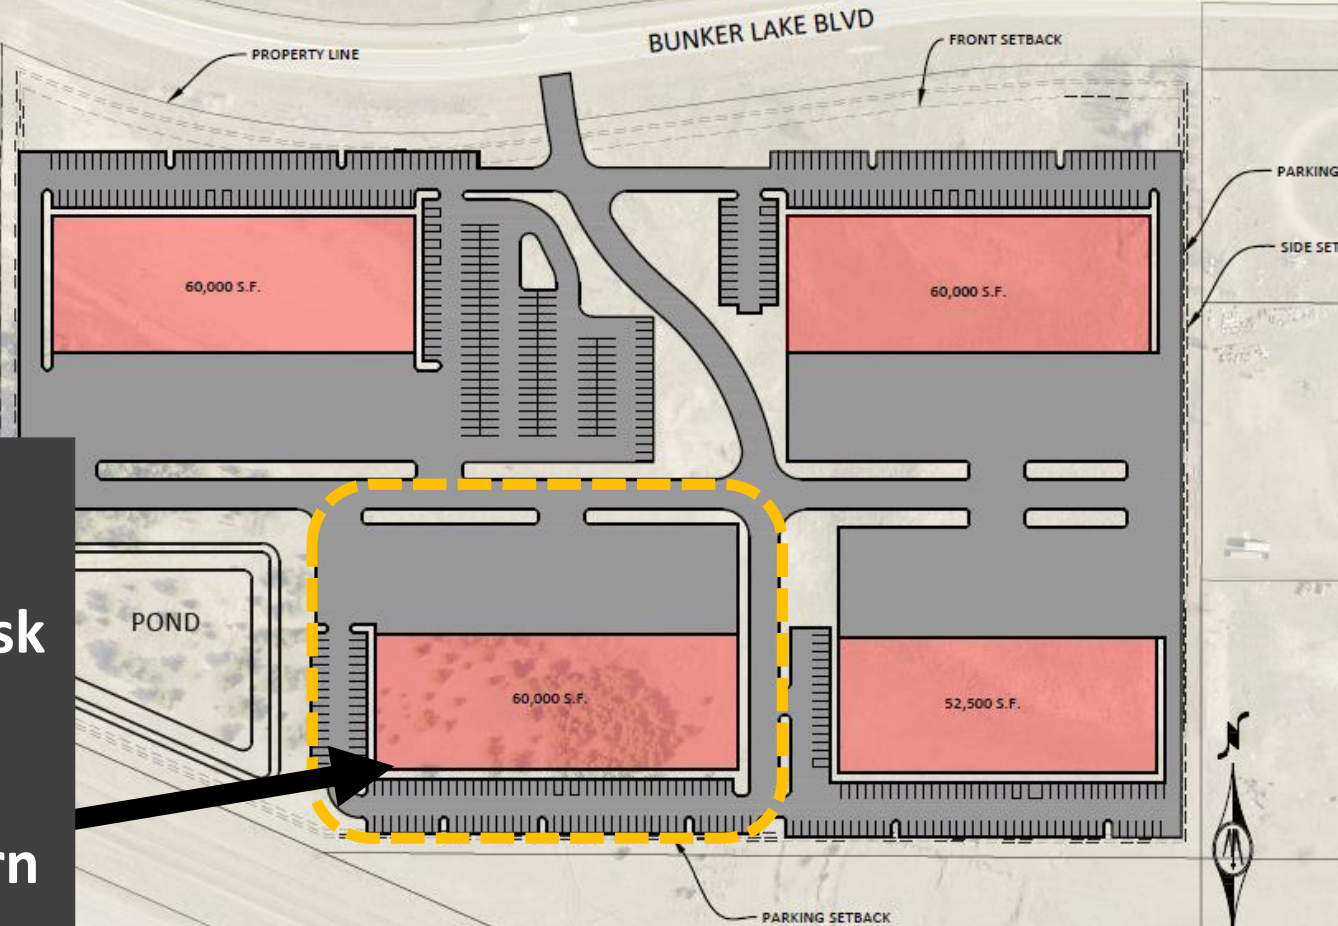 BUNKER LAKE BLVD
PROPERTY LINE
FRONT SETBACK
PARKING
SIDE SET
60,000 S.F.
60,000 S.F.
POND
sk
60,000 S.F.
52,500 S.F.
N
rn
PARKING SETBACK